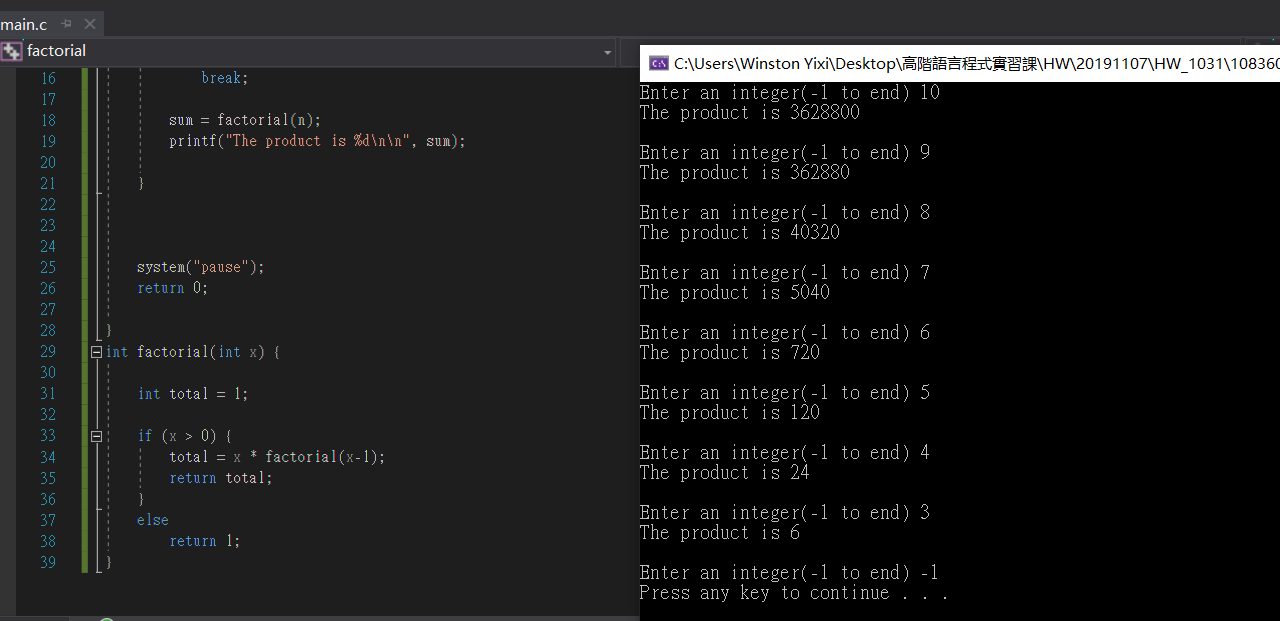 main.c
factorial
16 break;
17
18 sum = factorial(n);
19 printf("The product is %d\n\n", sum);
20
21 }
22
23
24
25 system("pause");
26 return 0;
27
28 }
29 int factorial(int x) {
30
31 int total = 1;
32
33 if (x > 0) {
34 total = x * factorial(x-1);
35 return total;
36 }
37 else
38 return 1;
39 }
C:\Users\Winston Yixi\Desktop\高階語言程式實習課\HW\20191107\HW_1031\108360
Enter an integer(-1 to end) 10
The product is 3628800
Enter an integer(-1 to end) 9
The product is 362880
Enter an integer(-1 to end) 8
The product is 40320
Enter an integer(-1 to end) 7
The product is 5040
Enter an integer(-1 to end) 6
The product is 720
Enter an integer(-1 to end) 5
The product is 120
Enter an integer(-1 to end) 4
The product is 24
Enter an integer(-1 to end) 3
The product is 6
Enter an integer(-1 to end) -1
Press any key to continue . . .